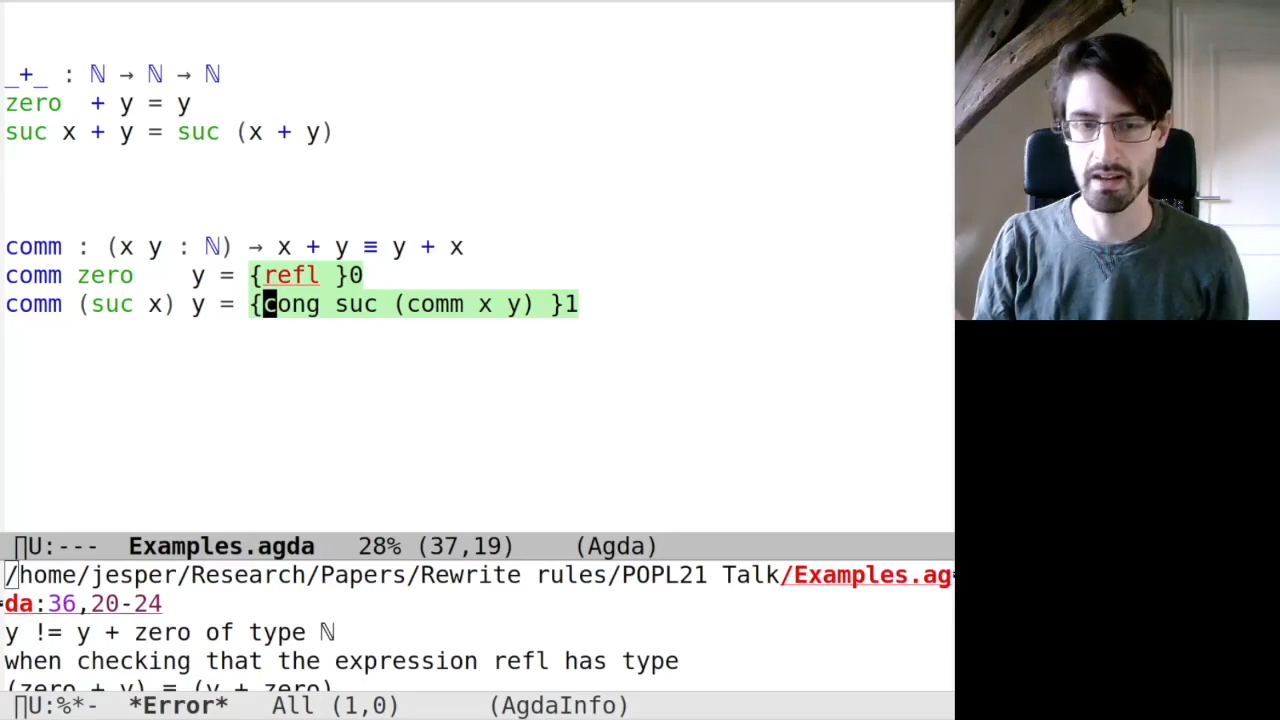 _+_ : ℕ → ℕ → ℕ
zero  + y = y
suc x + y = suc (x + y)
comm : (x y : ℕ) → x + y ≡ y + x
comm zero    y = {refl }0
comm (suc x) y = {cong suc (comm x y) }1
∏U:---  Examples.agda   28% (37,19)    (Agda)
/home/jesper/Research/Papers/Rewrite rules/POPL21 Talk/Examples.ag
da:36,20-24
y != y + zero of type ℕ
when checking that the expression refl has type
(zero + y) ≡ (y + zero)
∏U:%*-  *Error*   All (1,0)      (AgdaInfo)